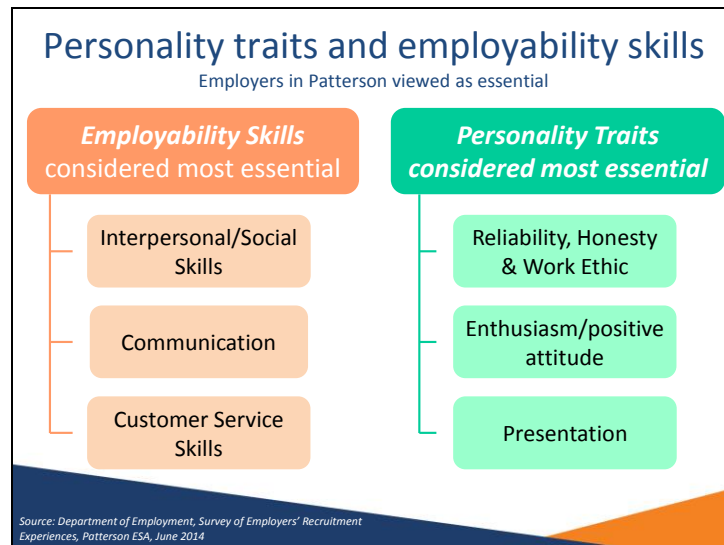 Personality traits and employability skills
Employers in Patterson viewed as essential
Employability Skills
considered most essential
Interpersonal/Social
Skills
Communication
Customer Service
Skills
Personality Traits
considered most essential
Reliability, Honesty
& Work Ethic
Enthusiasm/positive
attitude
Presentation
Source: Department of Employment, Survey of Employers' Recruitment
Experiences, Patterson ESA, June 2014